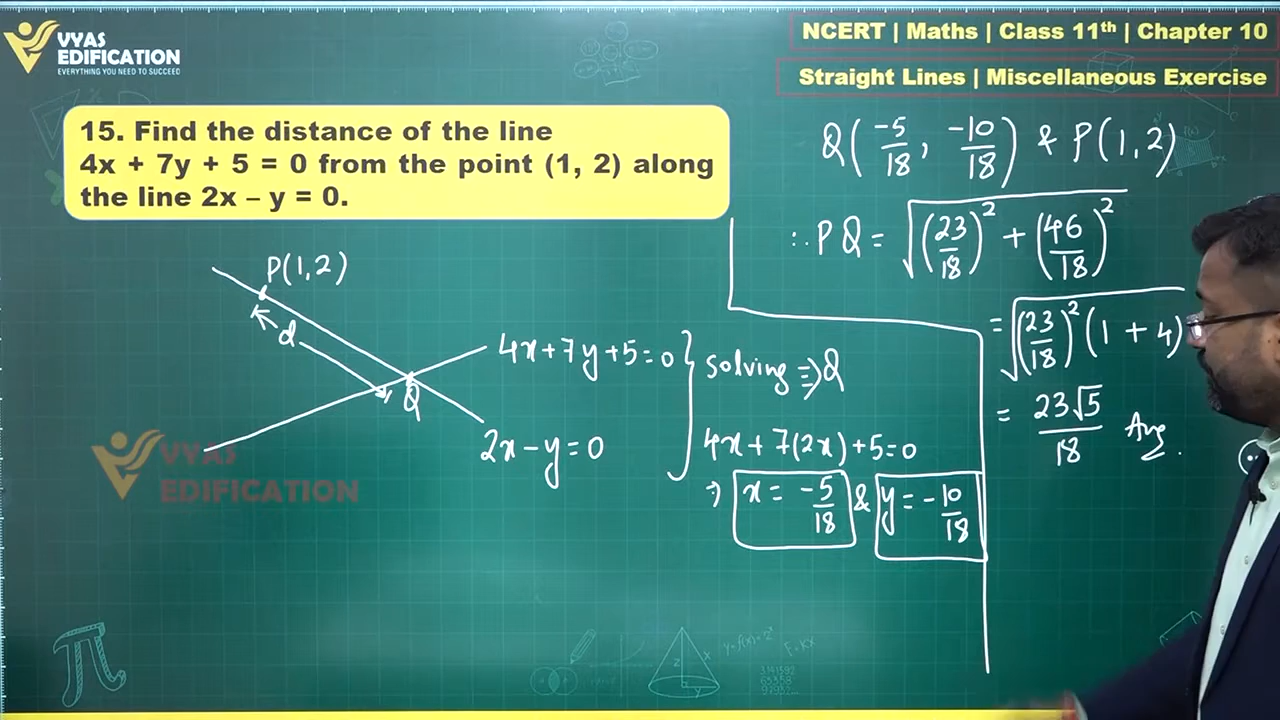 VYAS
EDIFICATION
EVERYTHING YOU NEED TO SUCCEED
NCERT | Maths | Class 11th | Chapter 10
Straight Lines | Miscellaneous Exercise
15. Find the distance of the line
4x + 7y + 5 = 0 from the point (1, 2) along
the line 2x – y = 0.
P(1,2)
d
Q
4x+7y+5=0
2x-y=0
solving ⇒ Q
4x+7(2x)+5=0
⇒ x = -5/18 & y = -10/18
Q(-5/18, -10/18) & P(1,2)
∴ PQ = √((23/18)² + (46/18)²)
= √((23/18)² (1+4))
= 23√5/18 Ans.
VYAS
EDIFICATION
π